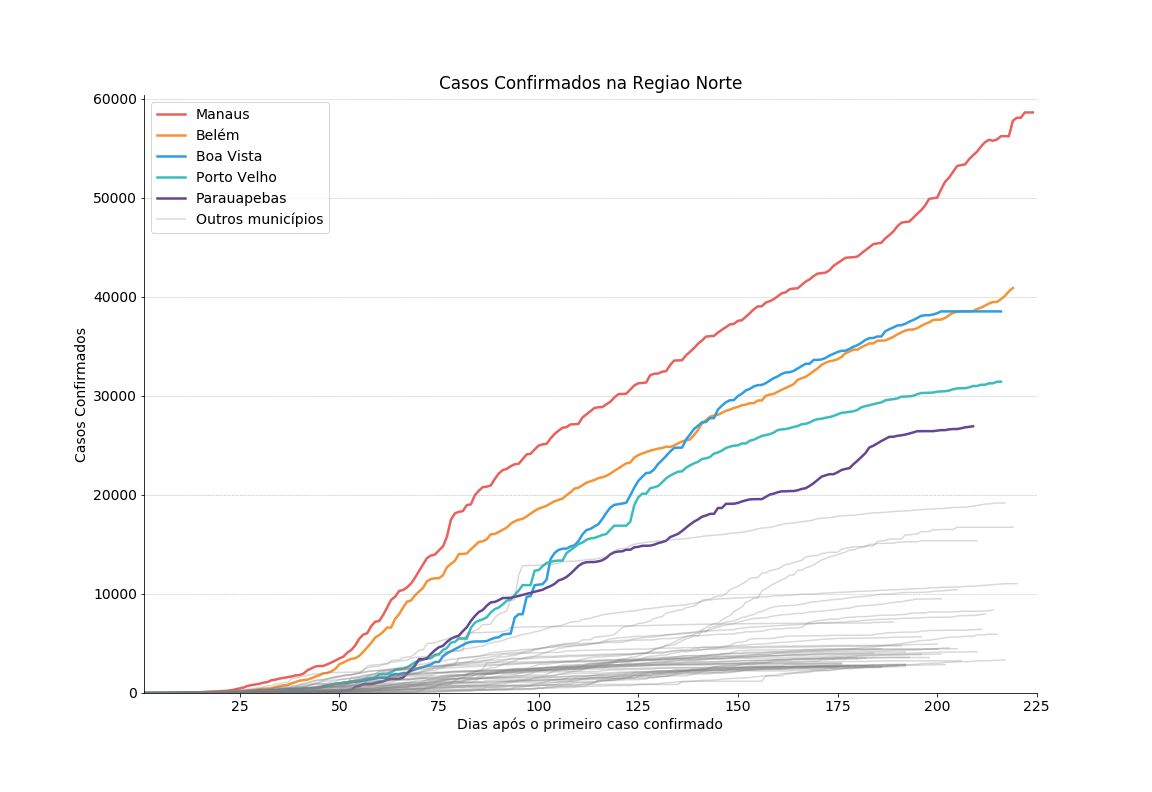 Casos Confirmados na Regiao Norte
Manaus
Belém
Boa Vista
Porto Velho
Parauapebas
Outros municípios
60000
50000
40000
30000
20000
10000
0
Casos Confirmados
25 50 75 100 125 150 175 200 225
Dias após o primeiro caso confirmado